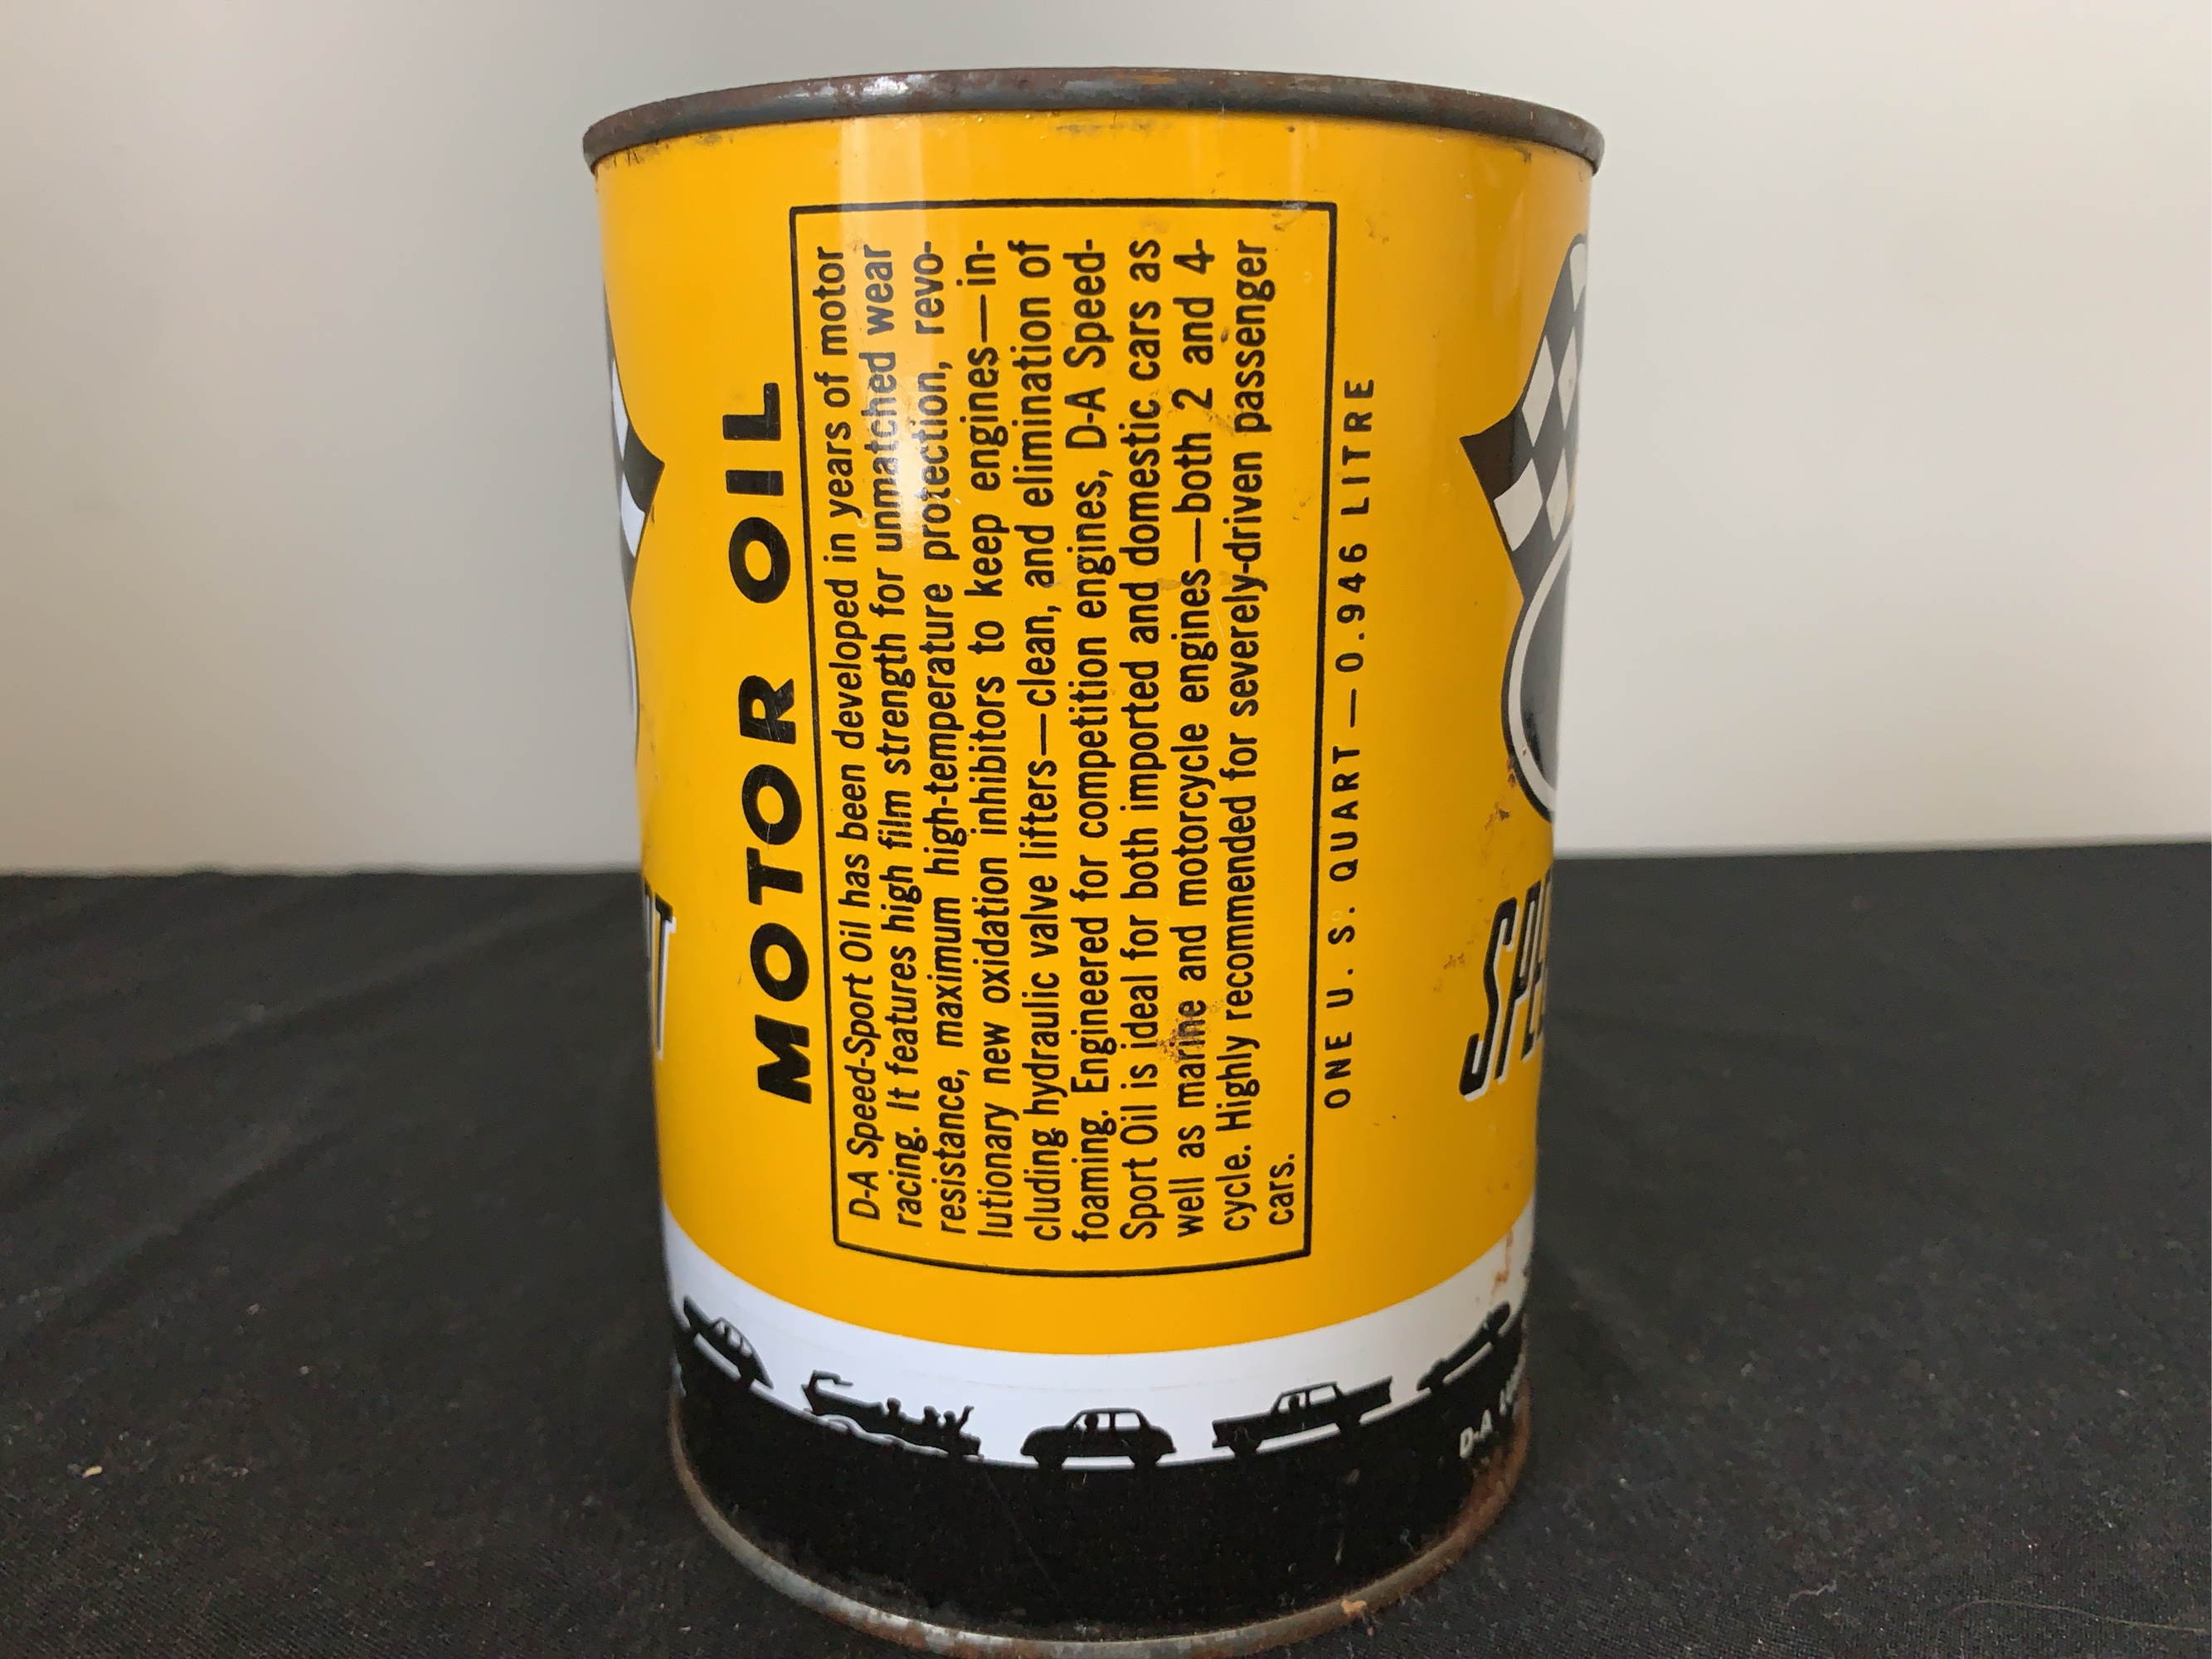 MOTOR OIL
D-A Speed-Sport Oil has been developed in years of motor
racing. It features high film strength for unmatched wear
resistance, maximum high-temperature protection, revo-
lutionary new oxidation inhibitors to keep engines—in-
cluding hydraulic valve lifters—clean, and elimination of
foaming. Engineered for competition engines, D-A Speed-
Sport Oil is ideal for both imported and domestic cars as
well as marine and motorcycle engines—both 2 and 4-
cycle. Highly recommended for severely-driven passenger
cars.
ONE U. S. QUART—0.946 LITRE
D-A